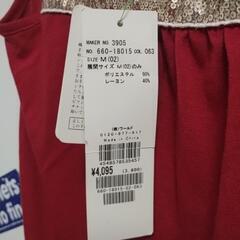 MAKER NO. 3905
NO. 660-18015 COL. 063
SIZE M(02)
展開サイズ M(02)のみ
ポリエステル 60%
レーヨン 40%
(株)ワールド
0120-977-417
Made in China
¥4,095
(3,900)
660-18015-02-063